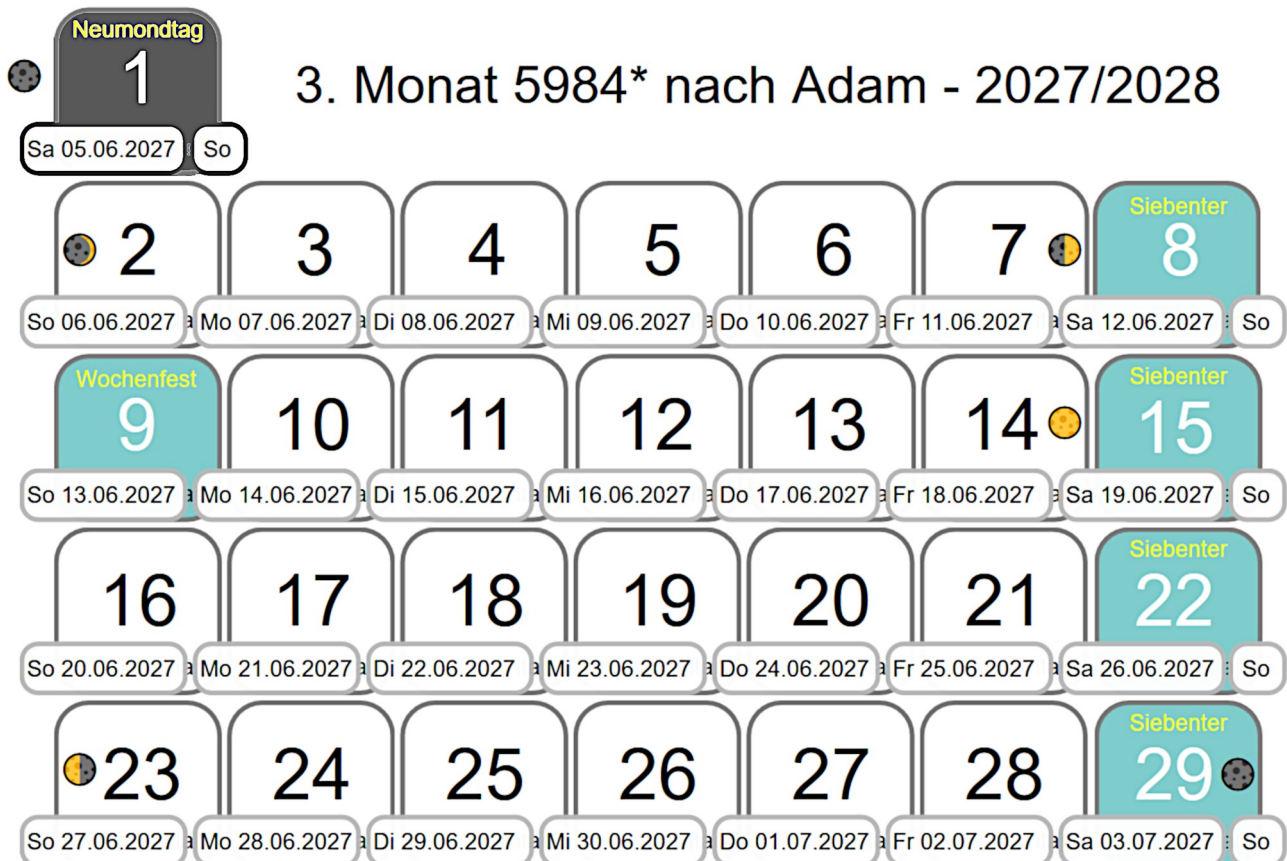 Neumondtag
1
3. Monat 5984* nach Adam - 2027/2028
Sa 05.06.2027 So
Siebenter
2 3 4 5 6 7 8
So 06.06.2027 Mo 07.06.2027 Di 08.06.2027 Mi 09.06.2027 Do 10.06.2027 Fr 11.06.2027 Sa 12.06.2027 So
Wochenfest Siebenter
9 10 11 12 13 14 15
So 13.06.2027 Mo 14.06.2027 Di 15.06.2027 Mi 16.06.2027 Do 17.06.2027 Fr 18.06.2027 Sa 19.06.2027 So
Siebenter
16 17 18 19 20 21 22
So 20.06.2027 Mo 21.06.2027 Di 22.06.2027 Mi 23.06.2027 Do 24.06.2027 Fr 25.06.2027 Sa 26.06.2027 So
Siebenter
23 24 25 26 27 28 29
So 27.06.2027 Mo 28.06.2027 Di 29.06.2027 Mi 30.06.2027 Do 01.07.2027 Fr 02.07.2027 Sa 03.07.2027 So